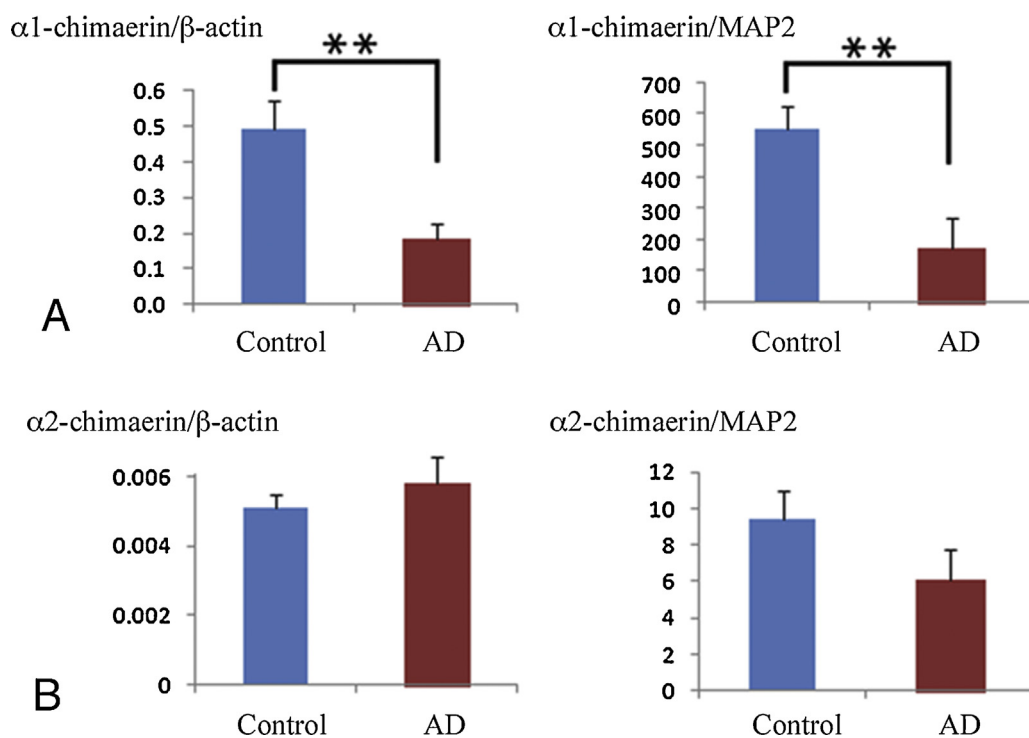 α1-chimaerin/β-actin
**
0.6
0.5
0.4
0.3
0.2
0.1
0.0
Control AD
α1-chimaerin/MAP2
**
700
600
500
400
300
200
100
0
Control AD
A
α2-chimaerin/β-actin
0.006
0.004
0.002
0
Control AD
α2-chimaerin/MAP2
12
10
8
6
4
2
0
Control AD
B